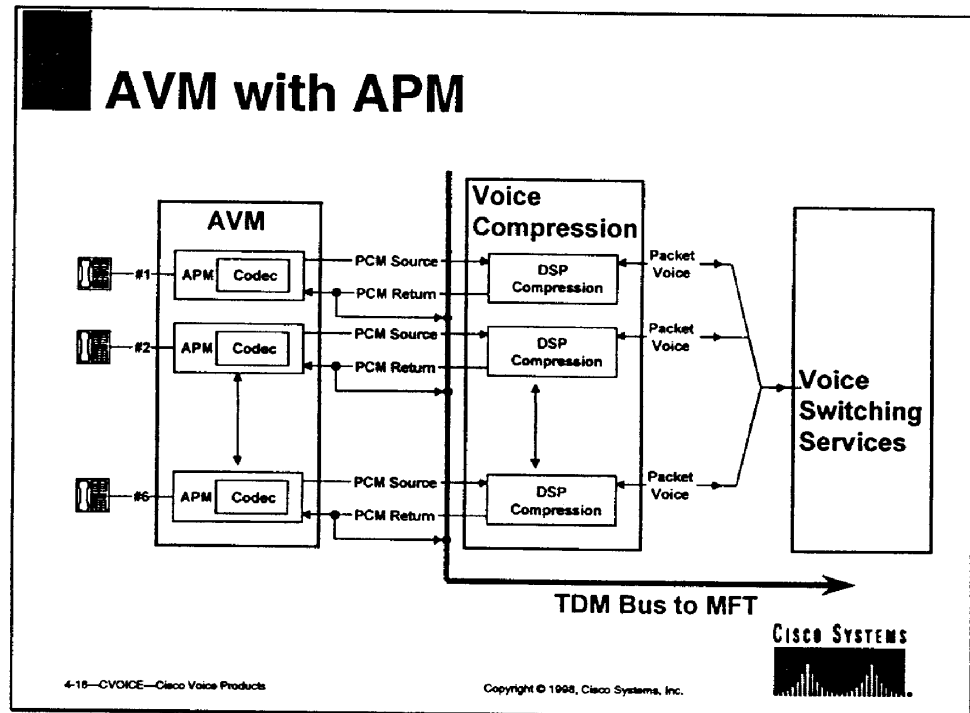 AVM with APM
AVM
Voice
Compression
#1
APM
Codec
PCM Source
PCM Return
DSP
Compression
Packet
Voice
#2
APM
Codec
PCM Source
PCM Return
DSP
Compression
Packet
Voice
#6
APM
Codec
PCM Source
PCM Return
DSP
Compression
Packet
Voice
Voice
Switching
Services
TDM Bus to MFT
CISCO SYSTEMS
4-18—CVOICE—Cisco Voice Products
Copyright © 1998, Cisco Systems, Inc.